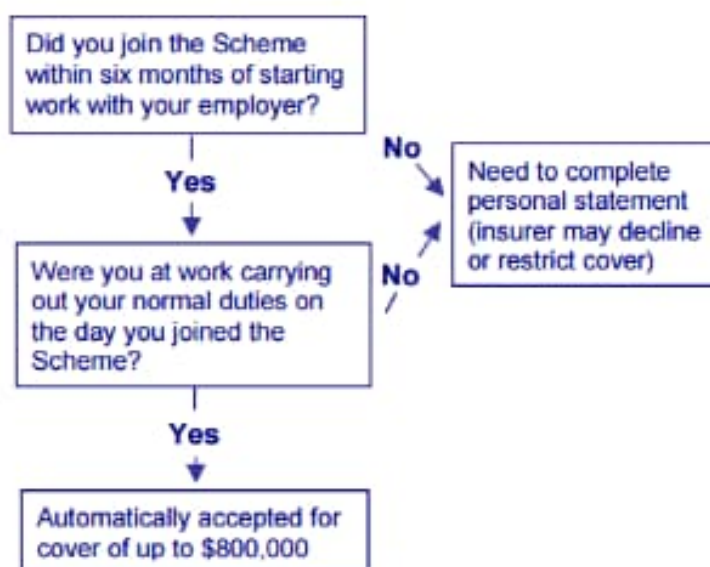 Did you join the Scheme
within six months of starting
work with your employer?
No
Yes
Need to complete
personal statement
(insurer may decline
or restrict cover)
Were you at work carrying
out your normal duties on
the day you joined the
Scheme?
No
Yes
Automatically accepted for
cover of up to $800,000